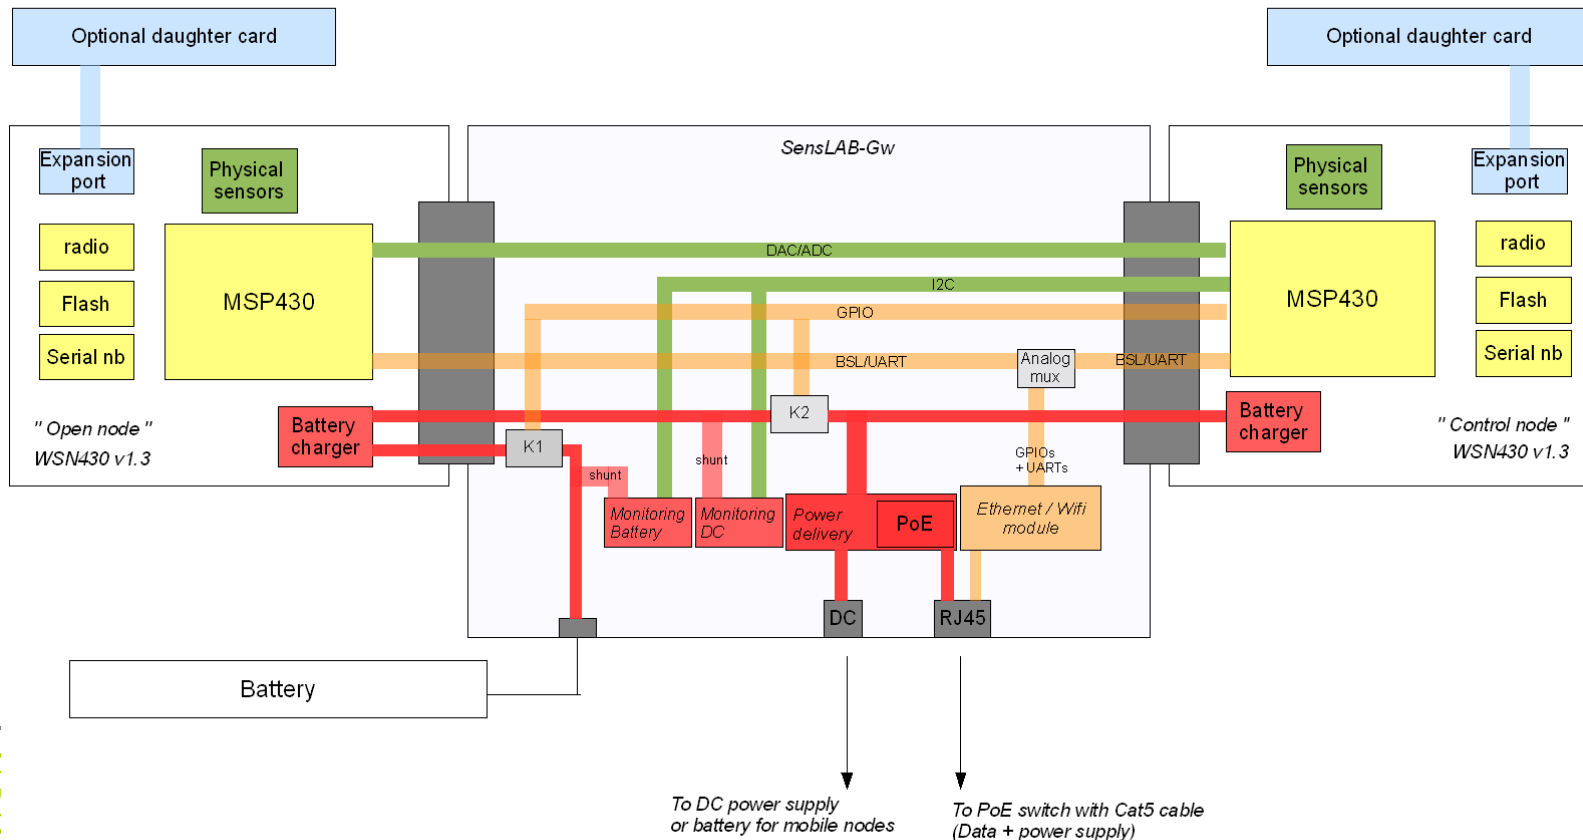 Optional daughter card
Optional daughter card
SensLAB-Gw
Expansion
port
Physical
sensors
Physical
sensors
Expansion
port
radio
Flash
Serial nb
MSP430
DAC/ADC
I2C
GPIO
BSL/UART
Analog
mux
BSL/UART
MSP430
radio
Flash
Serial nb
" Open node "
WSN430 v1.3
Battery
charger
K1
K2
Battery
charger
" Control node "
WSN430 v1.3
shunt
shunt
GPIOs
+ UARTs
Monitoring
Battery
Monitoring
DC
Power
delivery
PoE
Ethernet / Wifi
module
DC
RJ45
Battery
To DC power supply
or battery for mobile nodes
To PoE switch with Cat5 cable
(Data + power supply)